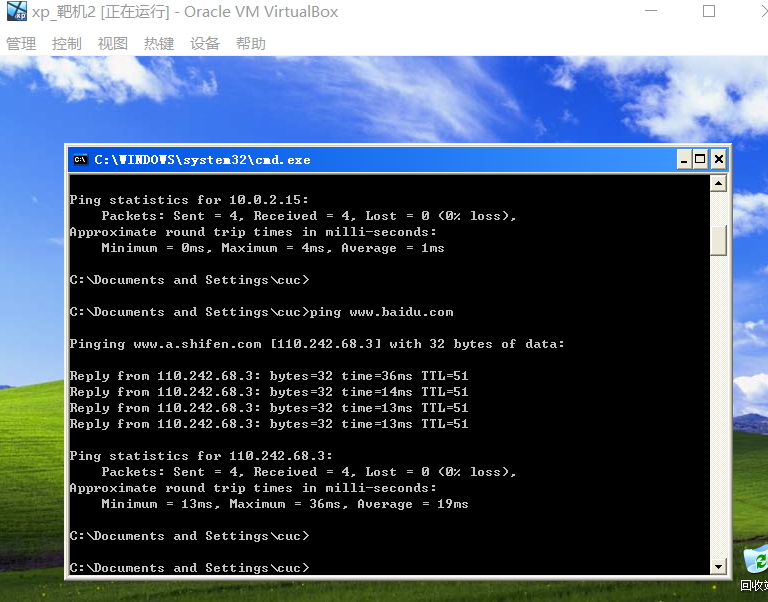 xp_靶机2 [正在运行] - Oracle VM VirtualBox
管理 控制 视图 热键 设备 帮助
C:\WINDOWS\system32\cmd.exe
Ping statistics for 10.0.2.15:
Packets: Sent = 4, Received = 4, Lost = 0 (0% loss),
Approximate round trip times in milli-seconds:
Minimum = 0ms, Maximum = 4ms, Average = 1ms
C:\Documents and Settings\cuc>
C:\Documents and Settings\cuc>ping www.baidu.com
Pinging www.a.shifen.com [110.242.68.3] with 32 bytes of data:
Reply from 110.242.68.3: bytes=32 time=36ms TTL=51
Reply from 110.242.68.3: bytes=32 time=14ms TTL=51
Reply from 110.242.68.3: bytes=32 time=13ms TTL=51
Reply from 110.242.68.3: bytes=32 time=13ms TTL=51
Ping statistics for 110.242.68.3:
Packets: Sent = 4, Received = 4, Lost = 0 (0% loss),
Approximate round trip times in milli-seconds:
Minimum = 13ms, Maximum = 36ms, Average = 19ms
C:\Documents and Settings\cuc>
C:\Documents and Settings\cuc>
回收站